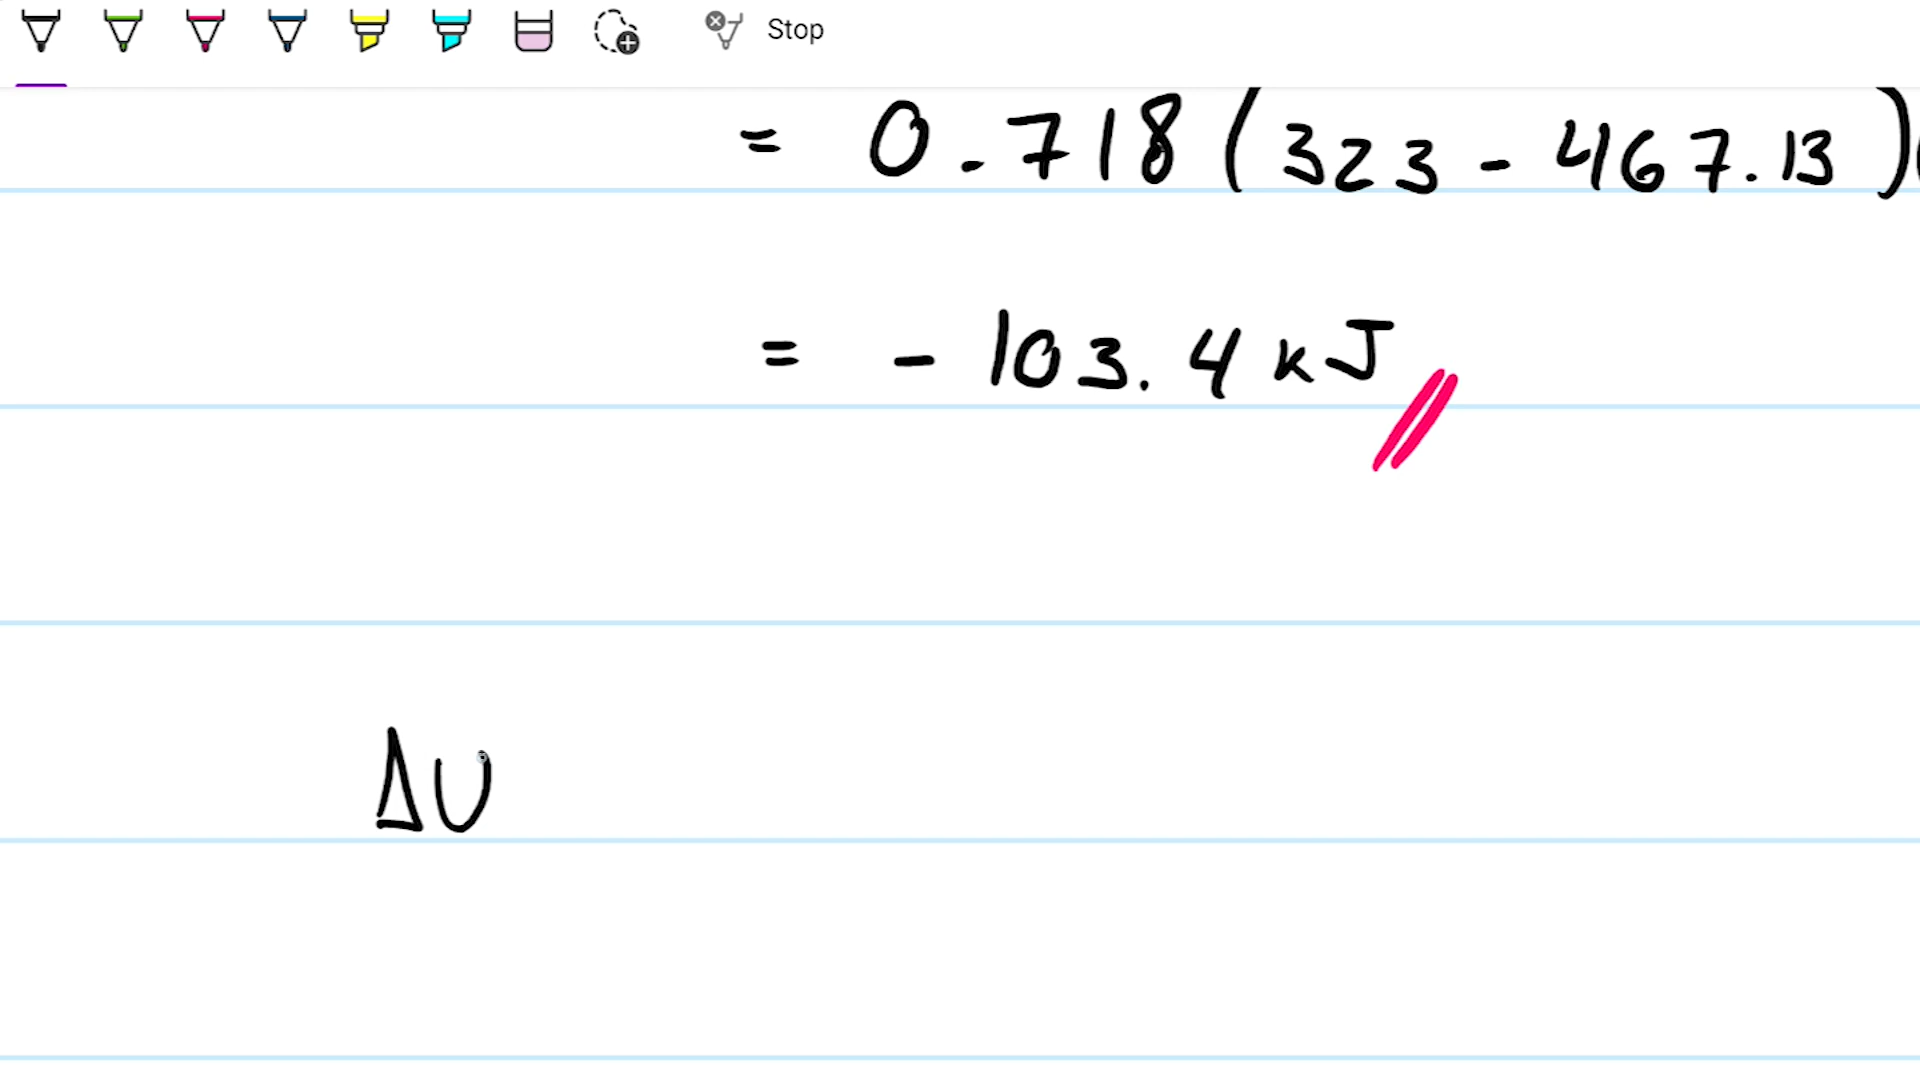 Stop
= 0.718 (323 - 467.13)(
= - 103.4 kJ
ΔU